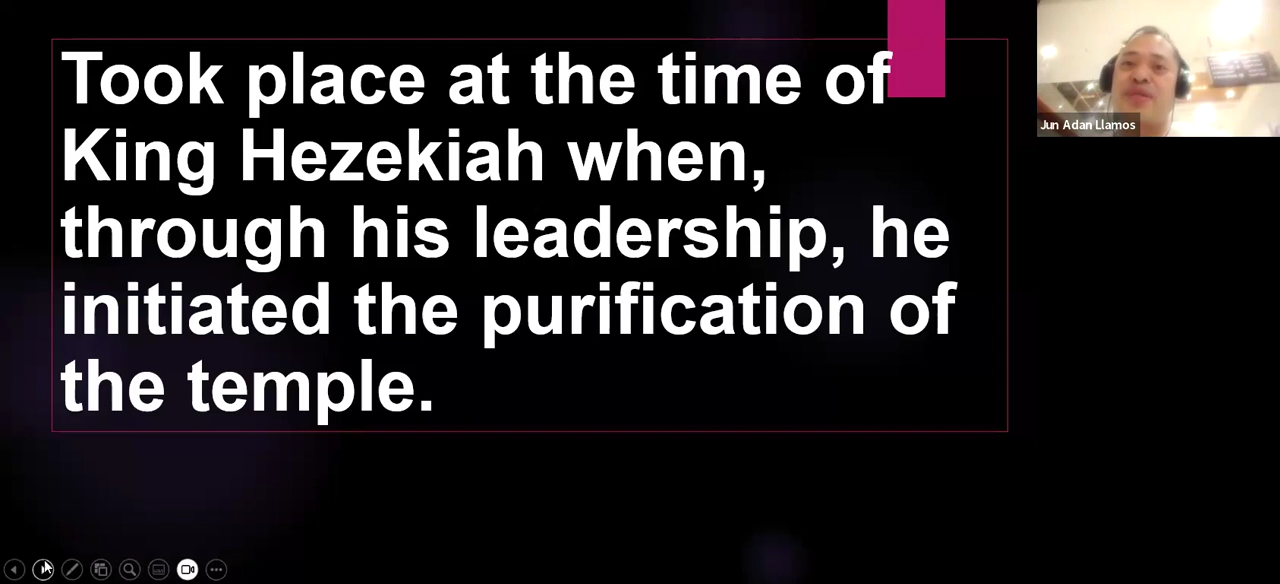 Took place at the time of
King Hezekiah when,
through his leadership, he
initiated the purification of
the temple.
Jun Adan Llamos